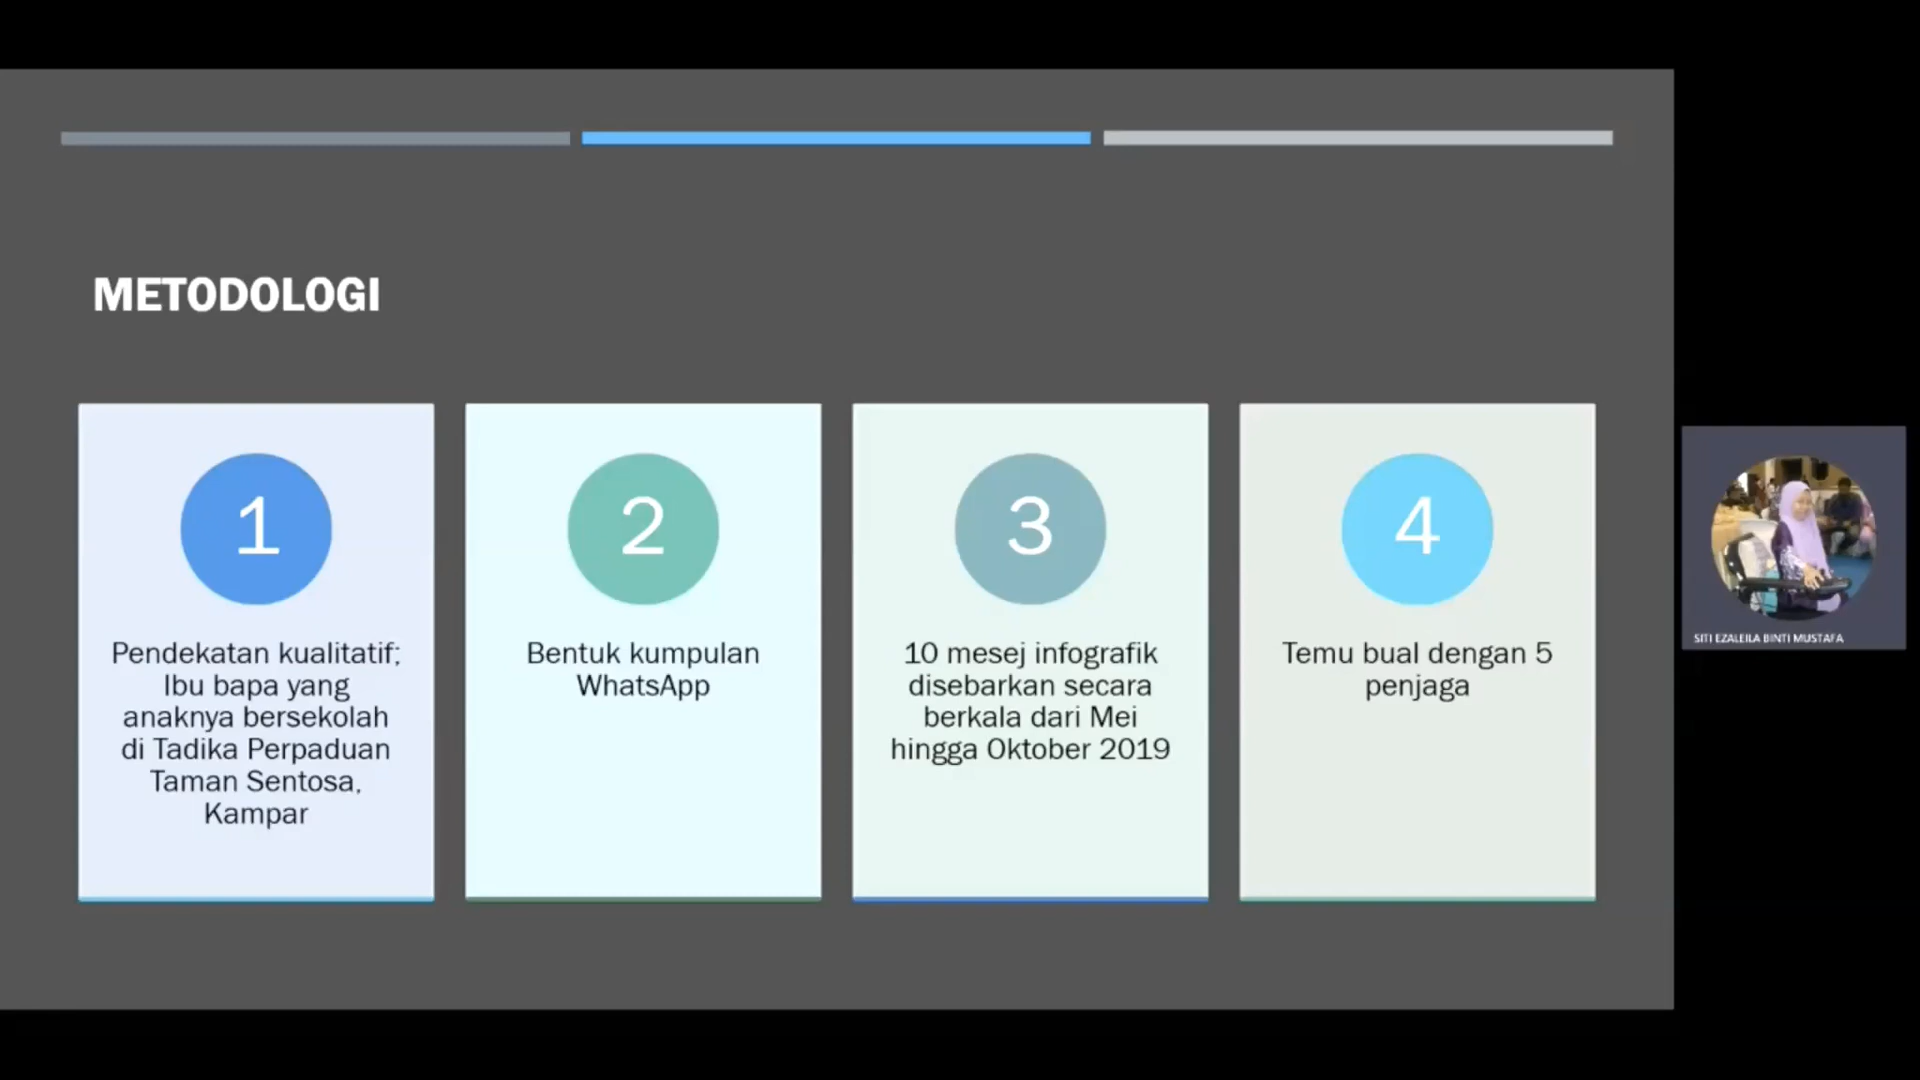 METODOLOGI
1
Pendekatan kualitatif;
Ibu bapa yang
anaknya bersekolah
di Tadika Perpaduan
Taman Sentosa,
Kampar
2
Bentuk kumpulan
WhatsApp
3
10 mesej infografik
disebarkan secara
berkala dari Mei
hingga Oktober 2019
4
Temu bual dengan 5
penjaga
SITI EZALEILA BINTI MUSTAFA